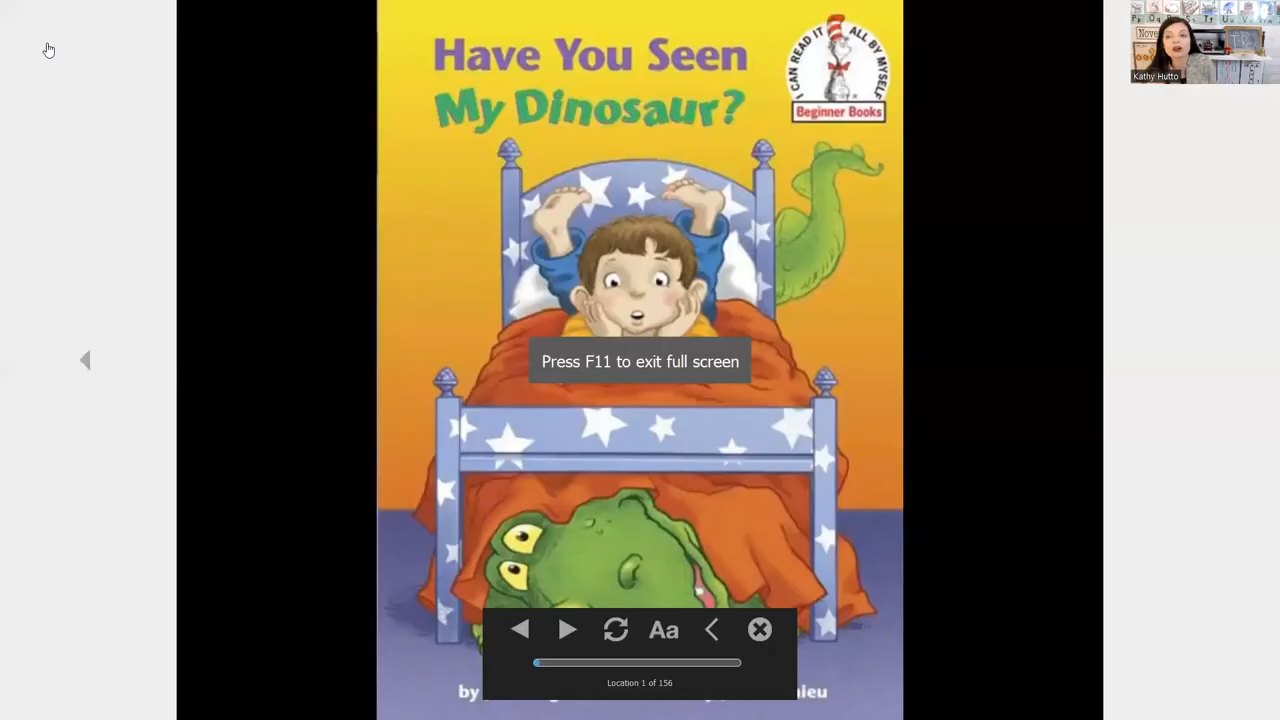 Have You Seen
My Dinosaur?
I CAN READ IT ALL BY MYSELF
Beginner Books
Press F11 to exit full screen
Aa
Location 1 of 156
by
Kathy Hutto